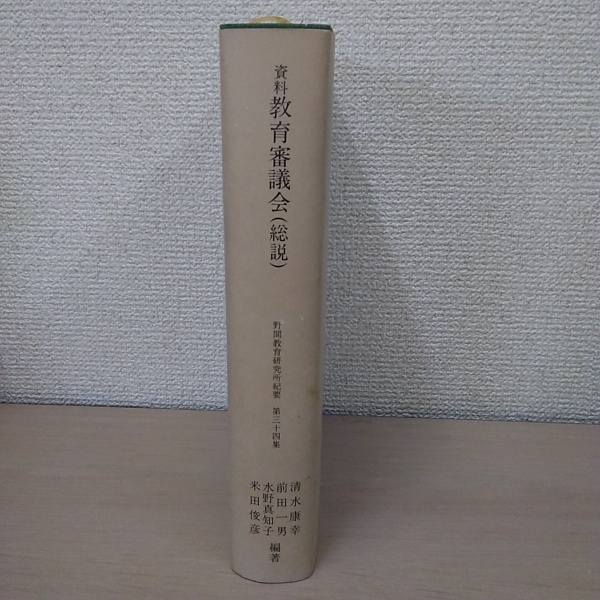 資料 教育審議会(総説)
野間教育研究所紀要 第三十四集
清水康幸
前田一男
水野真知子
米田俊彦
編著